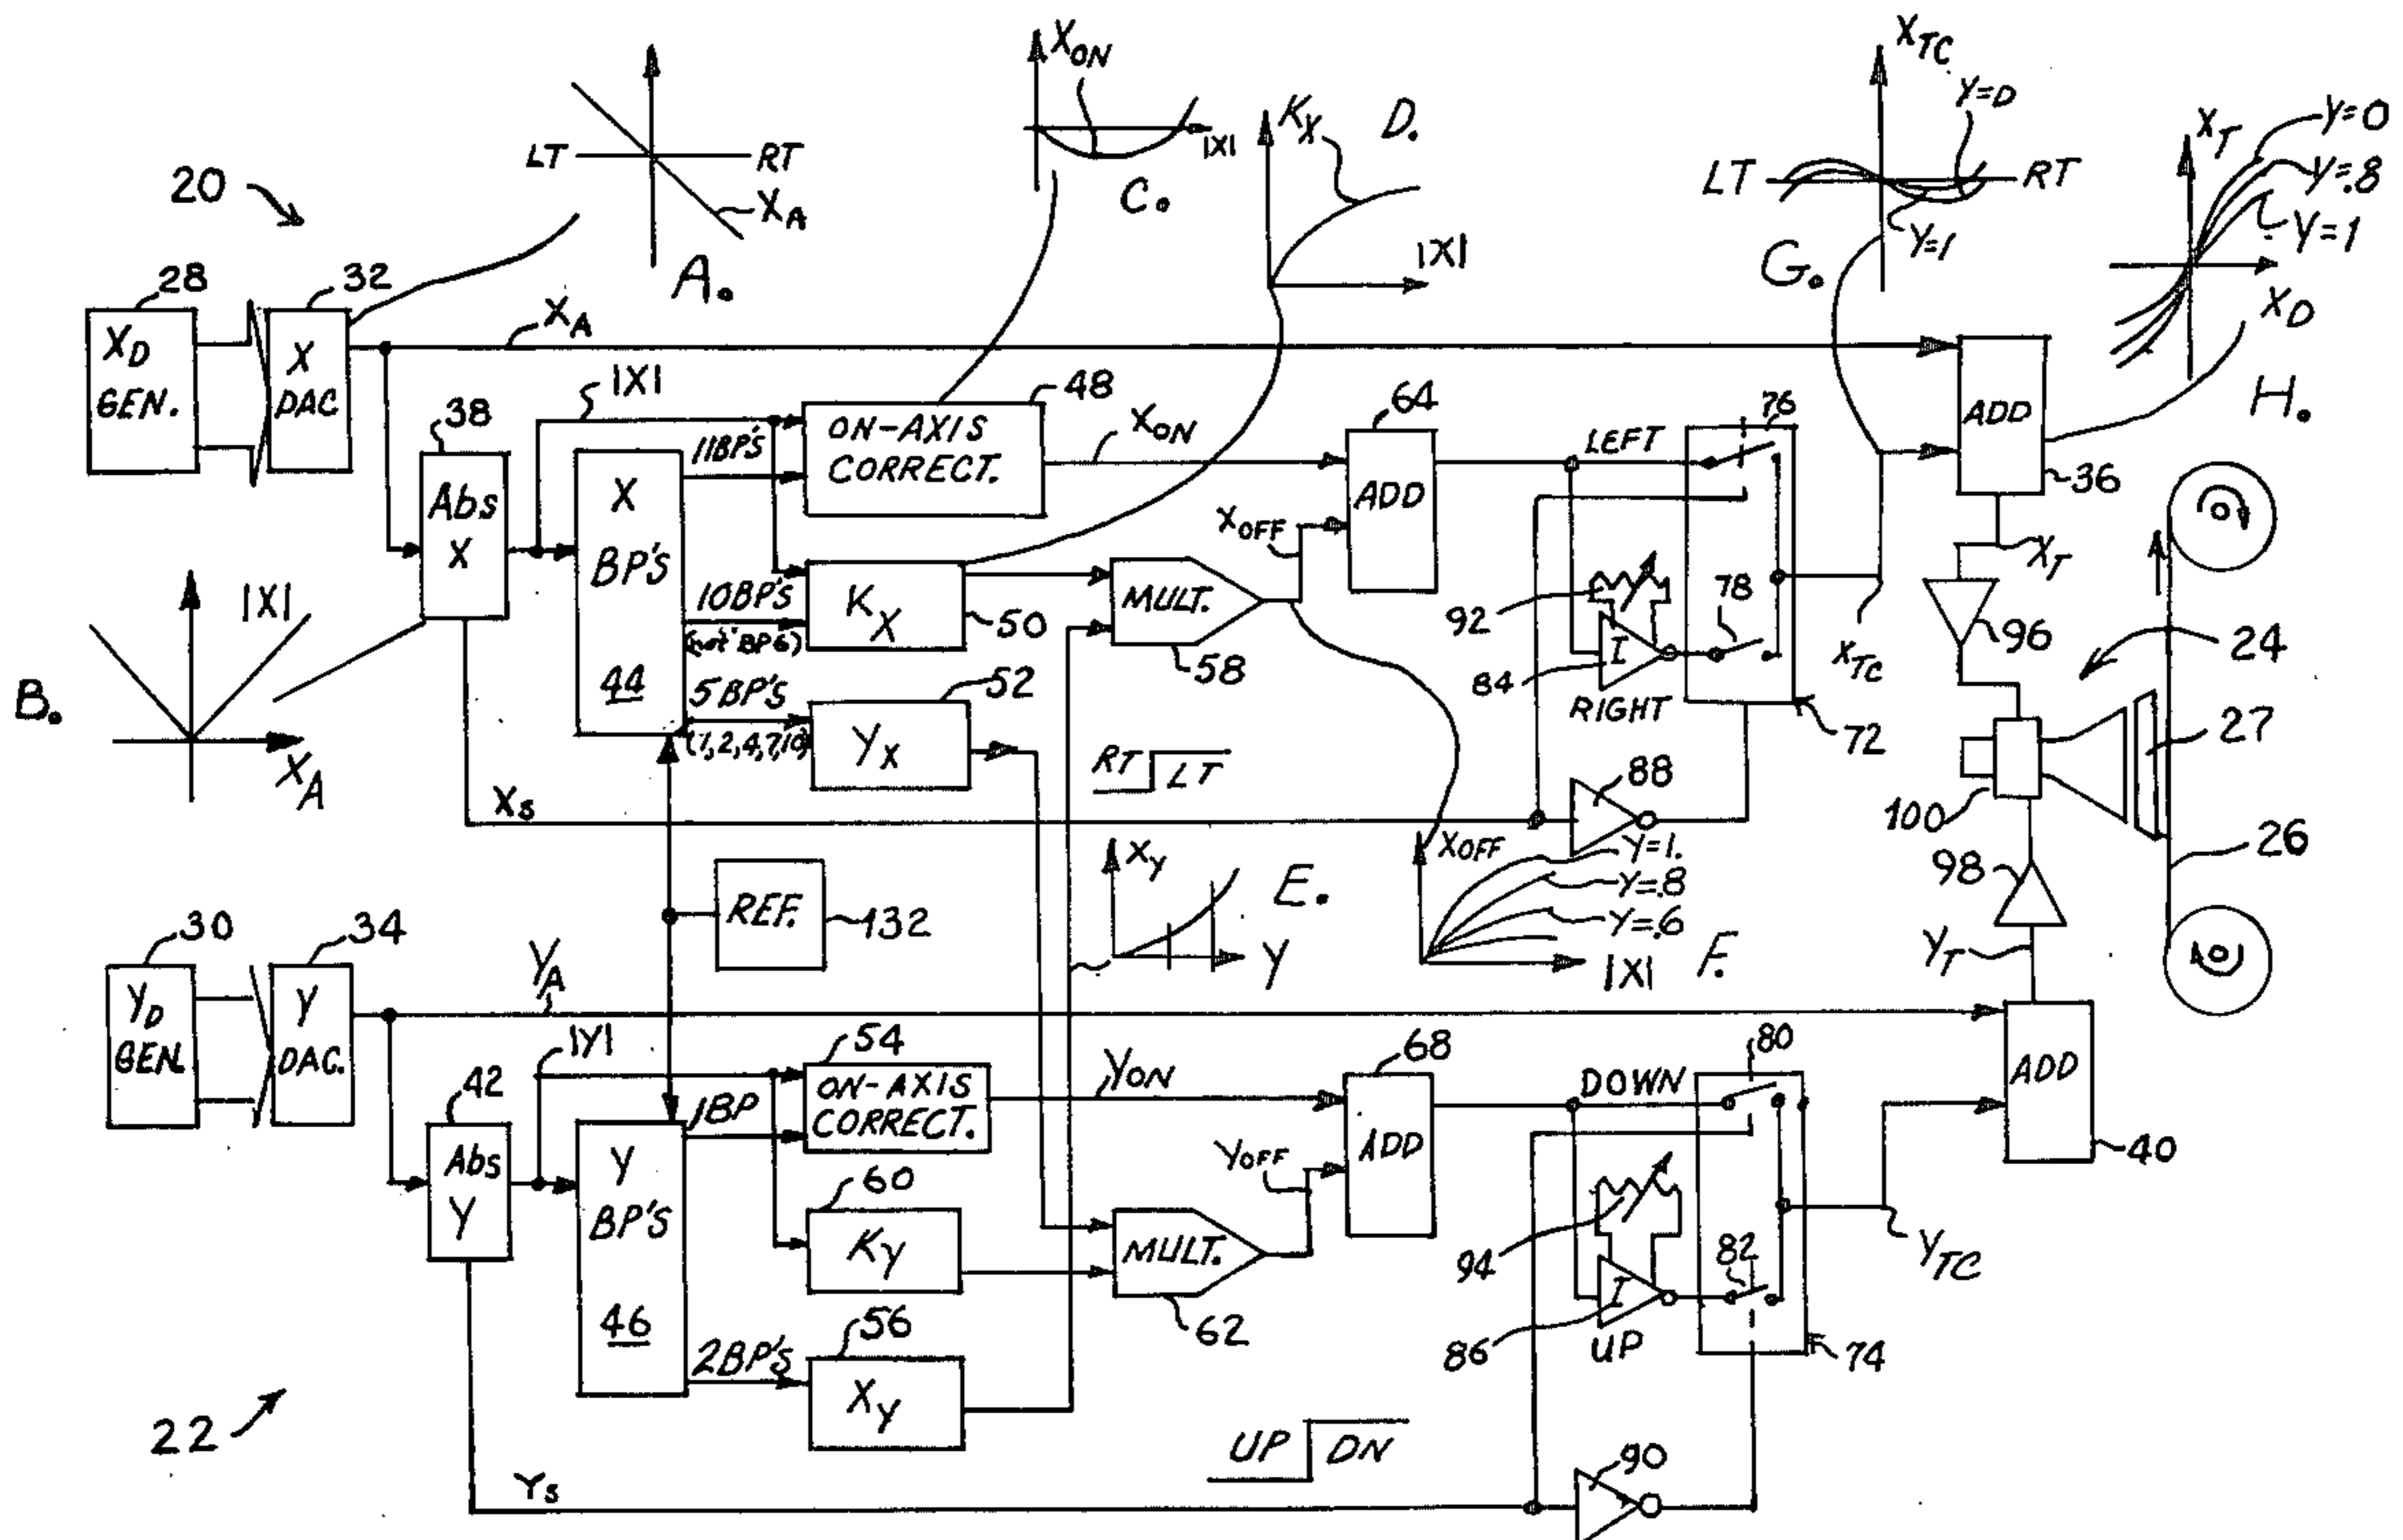 X_ON
X_TC
Y=0
K_X
D.
Y=D
X_T
Y=.8
LT
RT
20
C.
|X|
LT
RT
Y=1
X_A
|X|
G.
Y=1
28
32
A.
X_D
X_D GEN.
X DAC
X_A
H.
|X|
48
64
76
ADD
38
11BP'S
ON-AXIS CORRECT.
X_ON
LEFT
36
Abs X
X BP'S
44
X_OFF
ADD
X_T
10BP'S
(not BP6)
K_X
50
MULT.
58
92
78
84
I
RIGHT
X_TC
96
24
|X|
B.
X_A
5BP'S
(1,2,4,7,10)
52
Y_X
RT
LT
72
27
X_S
88
100
26
X_Y
E.
X_OFF
Y=1.
Y=.8
Y=.6
98
REF.
132
Y
|X|
F.
Y_T
30
34
Y_D GEN.
Y DAC.
Y_A
|Y|
54
68
80
ADD
42
1BP
ON-AXIS CORRECT.
Y_ON
DOWN
40
Abs Y
Y BP'S
46
60
Y_OFF
ADD
K_Y
MULT.
62
94
82
Y_TC
56
86
I
UP
74
2BP'S
X_Y
22
UP
DN
90
Y_S